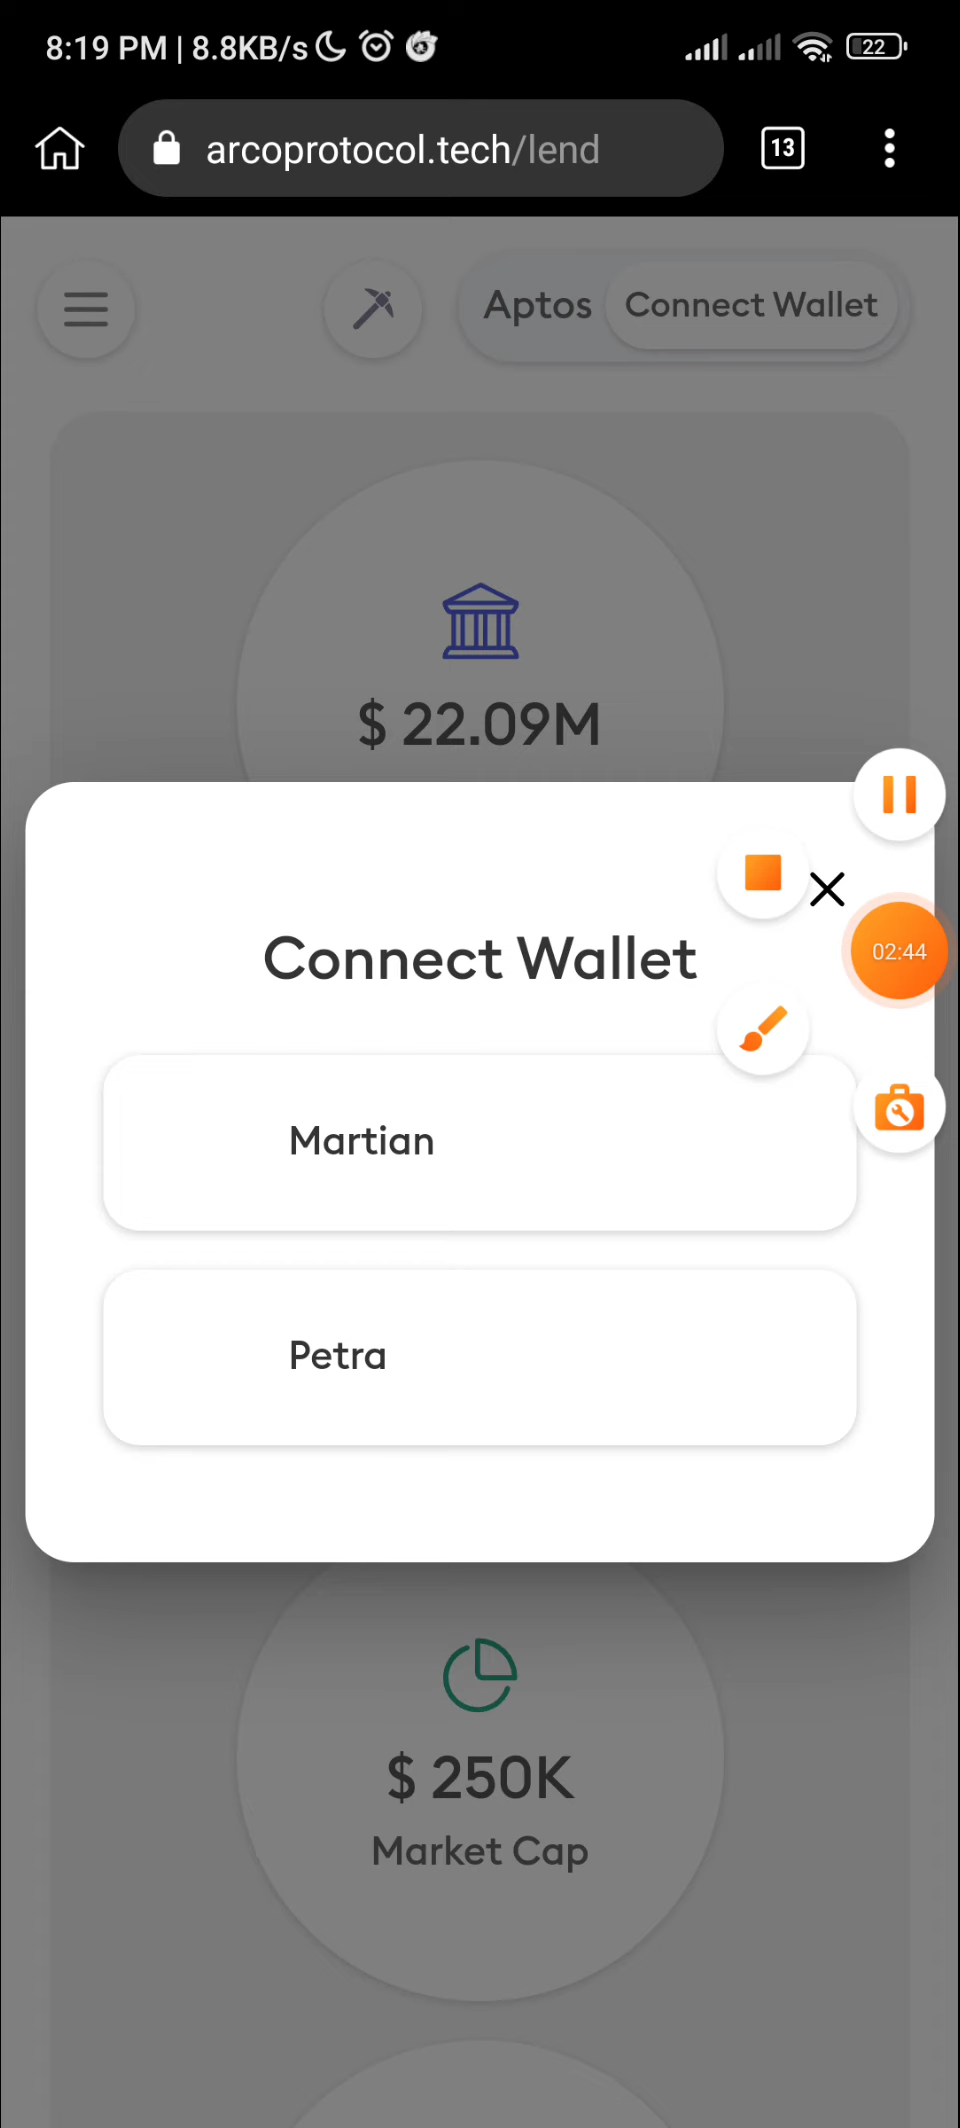 8:19 PM | 8.8KB/s
22
arcoprotocol.tech/lend
13
Aptos
Connect Wallet
$ 22.09M
Connect Wallet
02:44
Martian
Petra
$ 250K
Market Cap